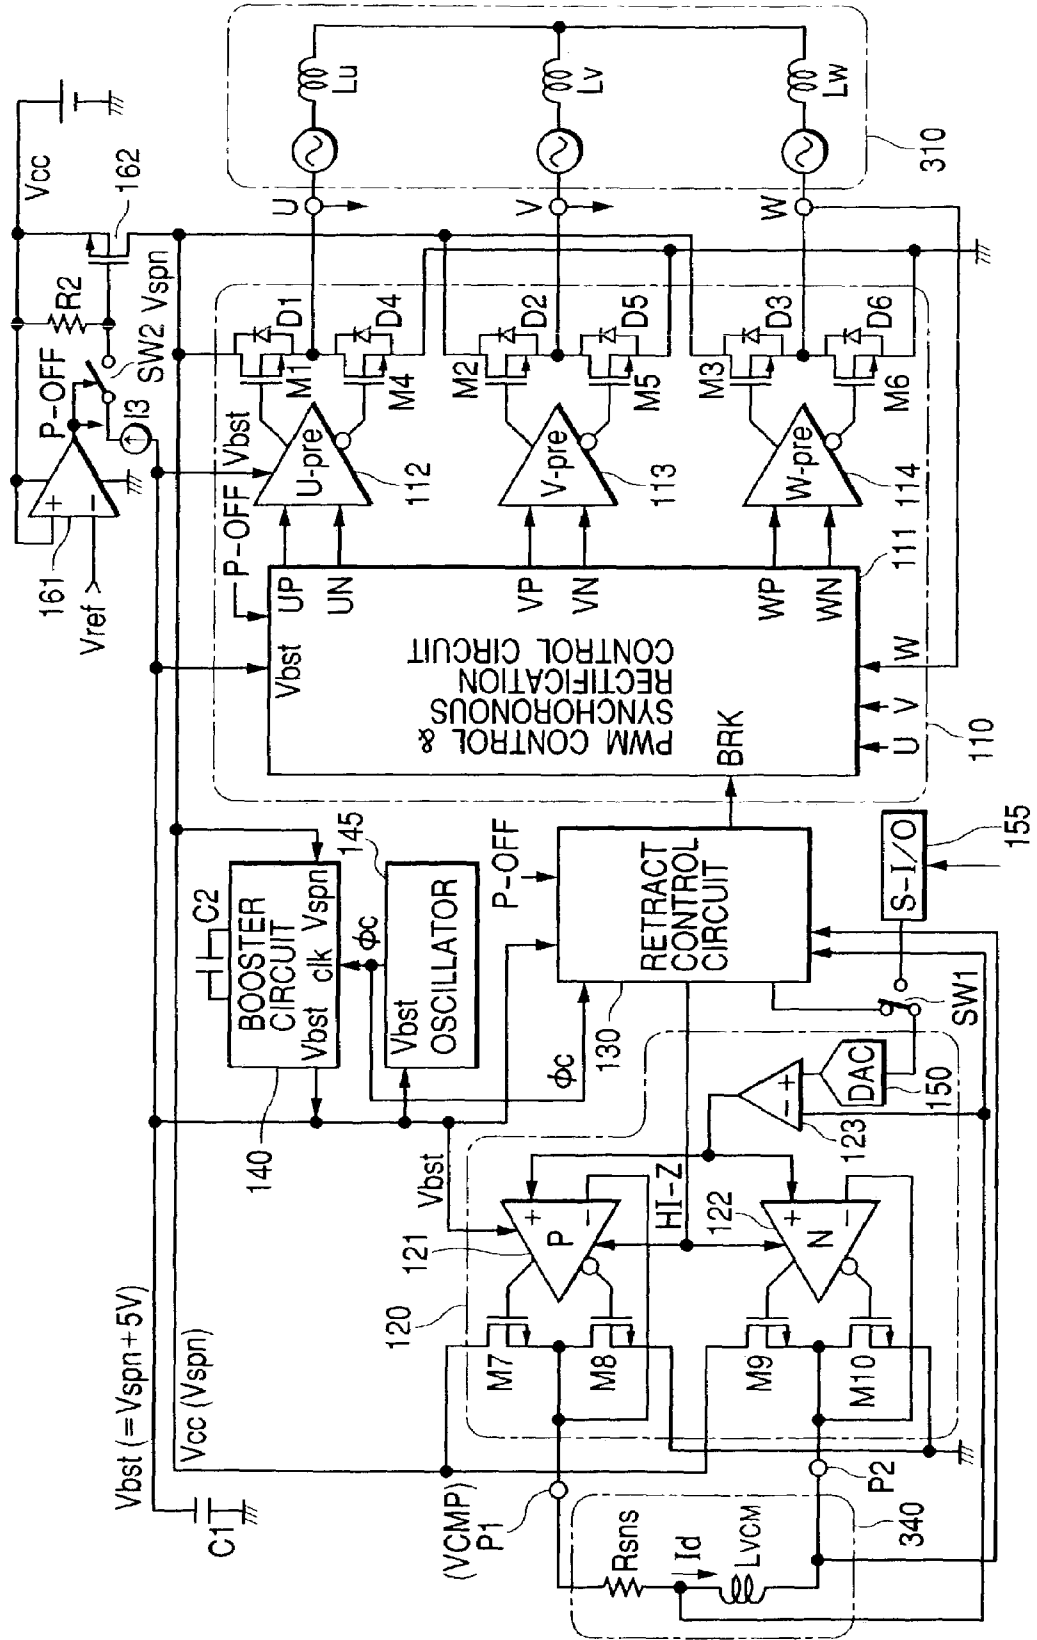 Vbst (=Vspn+5V)
Vcc (Vspn)
C1
(VCMP)
P1
P2
Rsns
Id
LVCM
340
120
121
122
123
M7
M8
M9
M10
P
N
+
−
+
−
−
+
HI-Z
Vbst
140
BOOSTER
CIRCUIT
Vbst
clk
Vspn
C2
φc
145
Vbst
OSCILLATOR
φc
130
P-OFF
RETRACT
CONTROL
CIRCUIT
DAC
150
SW1
S-I/O
155
BRK
110
U
V
W
111
PWM CONTROL &
SYNCHORONOUS
RECTIFICATION
CONTROL CIRCUIT
Vbst
P-OFF
UP
UN
VP
VN
WP
WN
Vbst
U-pre
112
V-pre
113
W-pre
114
M1
M4
M2
M5
M3
M6
D1
D4
D2
D5
D3
D6
Vref
161
+
−
P-OFF
I3
SW2
R2
Vspn
162
Vcc
U
V
W
Lu
Lv
Lw
310